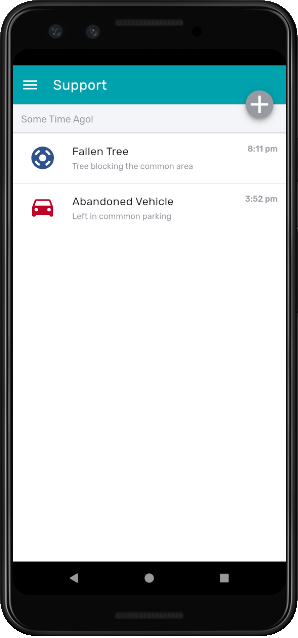 Support
Some Time Ago!
Fallen Tree
8:11 pm
Tree blocking the common area
Abandoned Vehicle
3:52 pm
Left in commmon parking